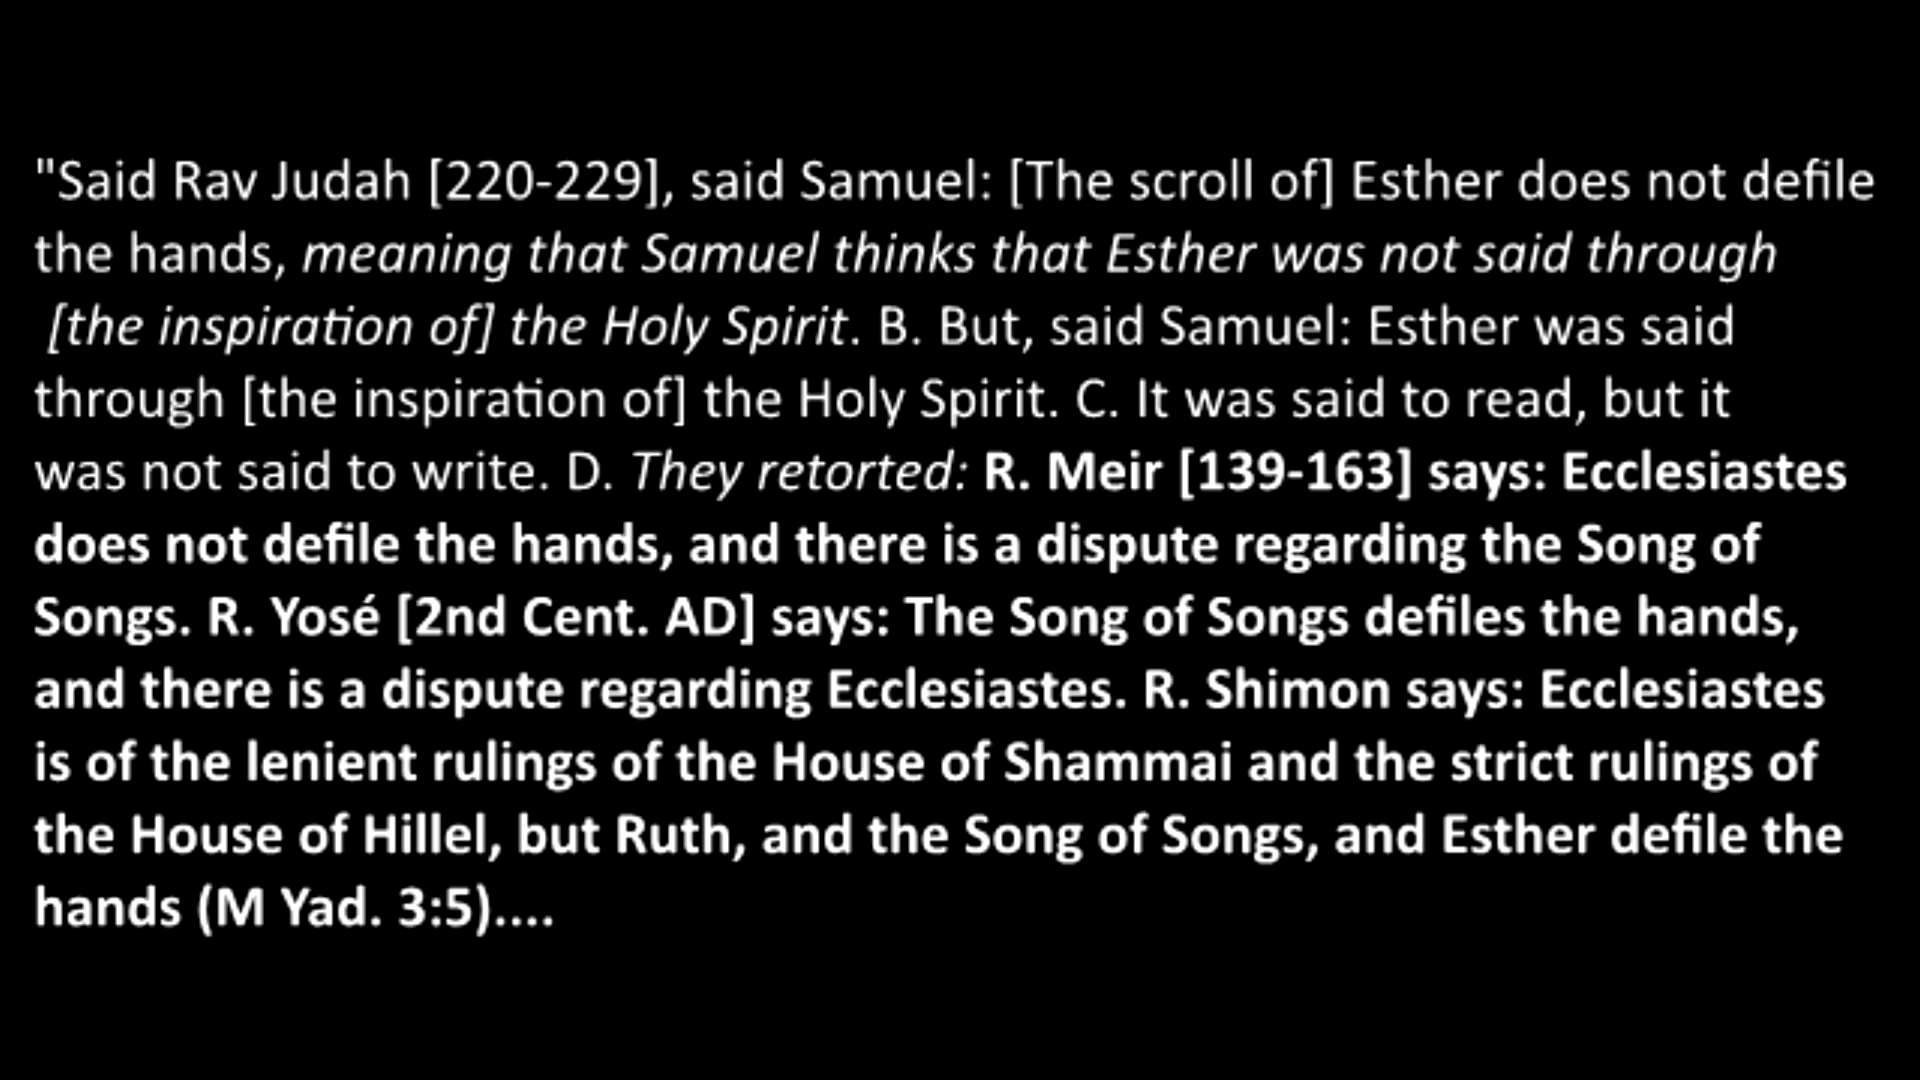 "Said Rav Judah [220-229], said Samuel: [The scroll of] Esther does not defile
the hands, meaning that Samuel thinks that Esther was not said through
[the inspiration of] the Holy Spirit. B. But, said Samuel: Esther was said
through [the inspiration of] the Holy Spirit. C. It was said to read, but it
was not said to write. D. They retorted: R. Meir [139-163] says: Ecclesiastes
does not defile the hands, and there is a dispute regarding the Song of
Songs. R. Yosé [2nd Cent. AD] says: The Song of Songs defiles the hands,
and there is a dispute regarding Ecclesiastes. R. Shimon says: Ecclesiastes
is of the lenient rulings of the House of Shammai and the strict rulings of
the House of Hillel, but Ruth, and the Song of Songs, and Esther defile the
hands (M Yad. 3:5)....